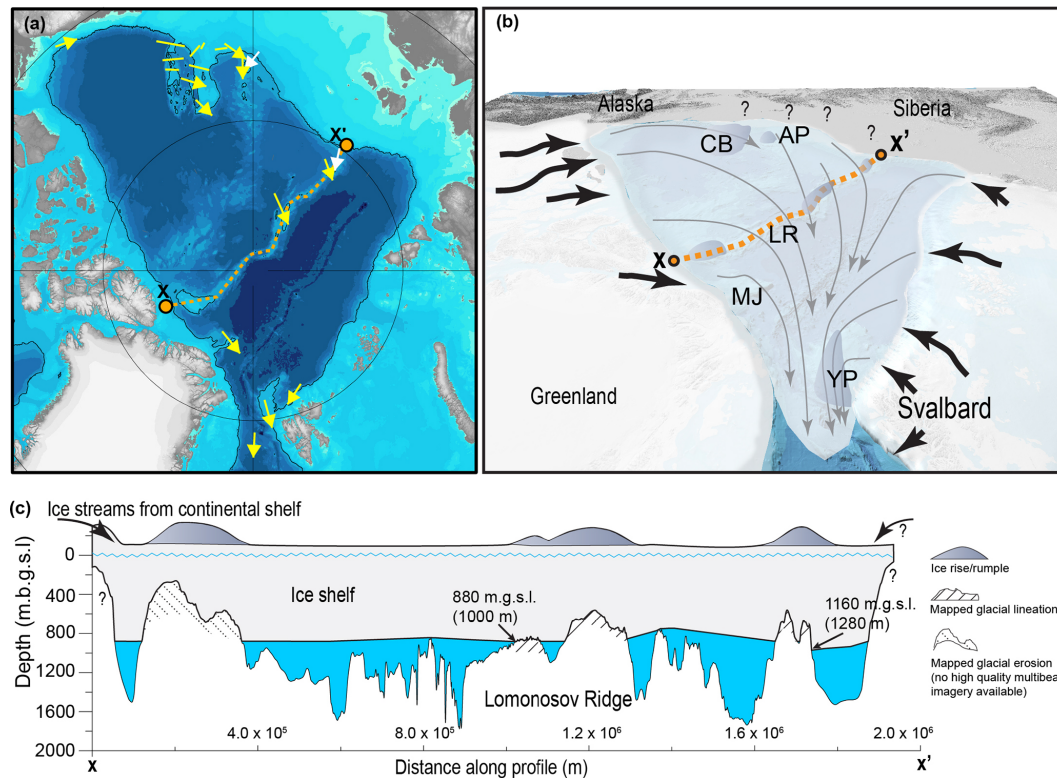 (a)
X'
X
(b)
Alaska
Siberia
?
?
?
?
CB
AP
x'
LR
X
MJ
YP
Greenland
Svalbard
(c)
Ice streams from continental shelf
?
Depth (m.b.g.s.l)
0
400
800
1200
1600
2000
?
?
Ice shelf
880 m.g.s.l.
(1000 m)
1160 m.g.s.l.
(1280 m)
Lomonosov Ridge
4.0 x 10⁵
8.0 x 10⁵
1.2 x 10⁶
1.6 x 10⁶
2.0 x 10⁶
x
Distance along profile (m)
x'
Ice rise/rumple
Mapped glacial lineation
Mapped glacial erosion
(no high quality multibea
imagery available)